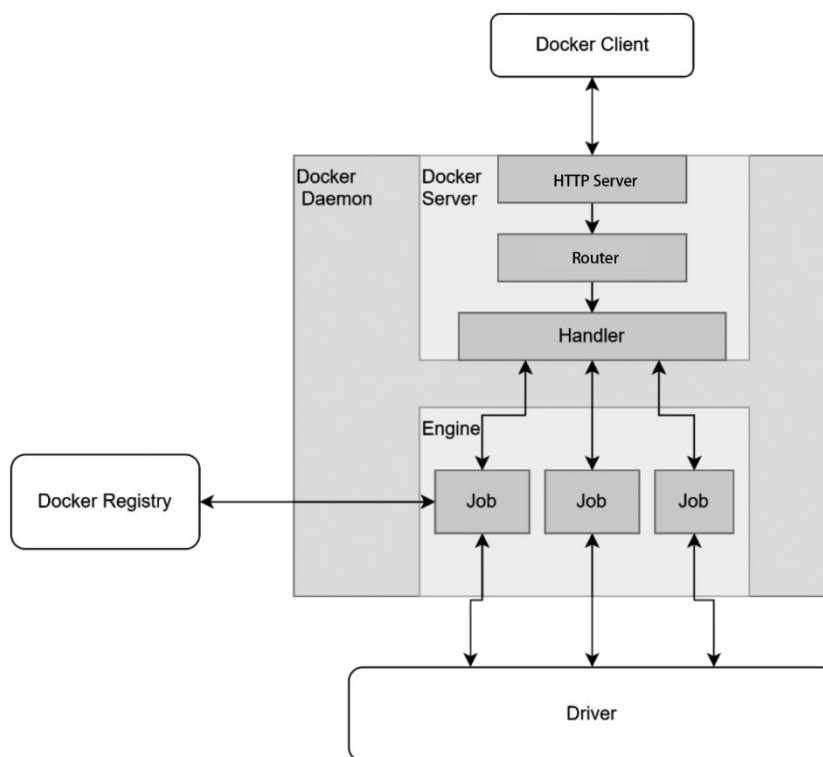 Docker Client
Docker
Daemon
Docker
Server
HTTP Server
Router
Handler
Engine
Docker Registry
Job
Job
Job
Driver